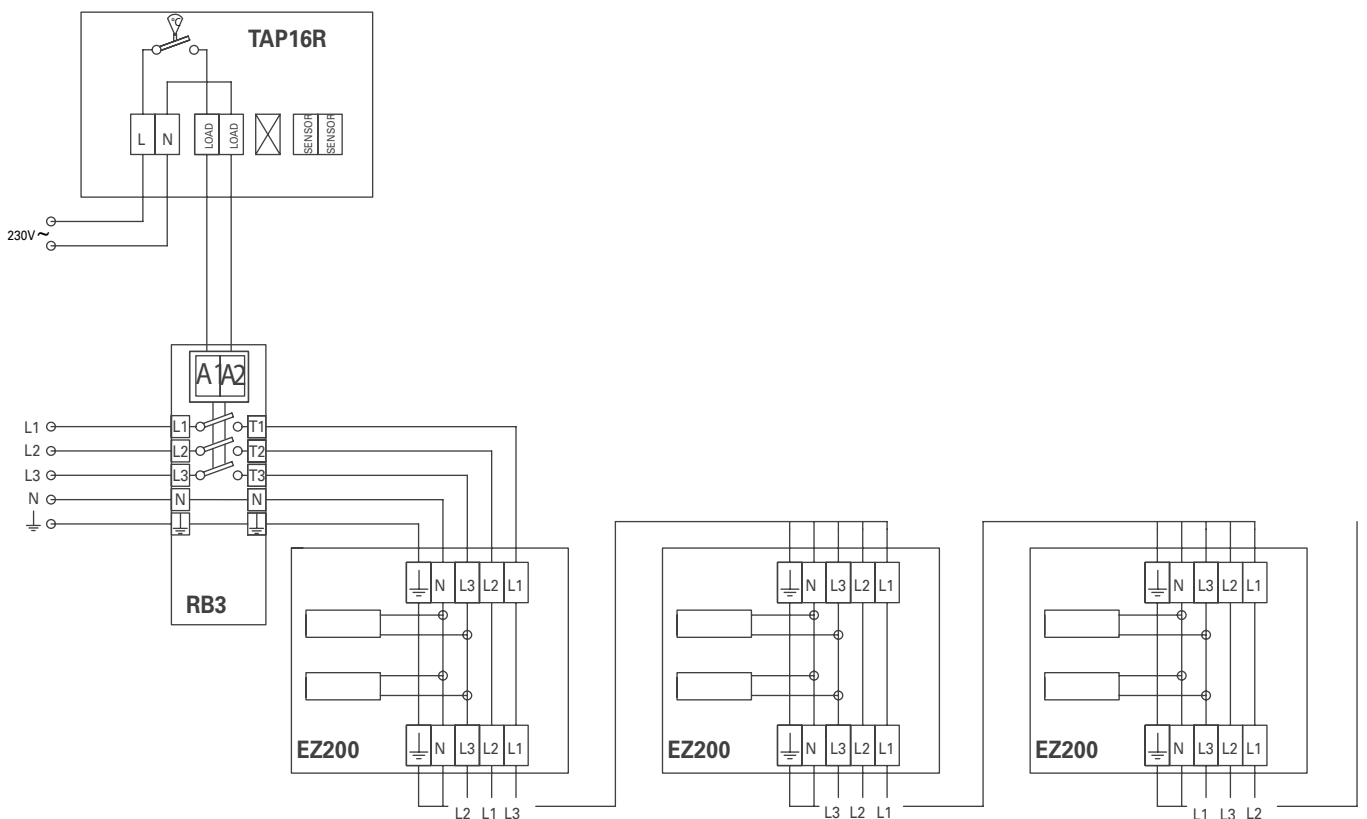 °C
TAP16R
L N LOAD LOAD SENSOR SENSOR
230V~
A1 A2
L1 L1 T1
L2 L2 T2
L3 L3 T3
N N N
RB3
N L3 L2 L1
N L3 L2 L1
N L3 L2 L1
EZ200 N L3 L2 L1
EZ200 N L3 L2 L1
EZ200 N L3 L2 L1
L2 L1 L3
L3 L2 L1
L1 L3 L2